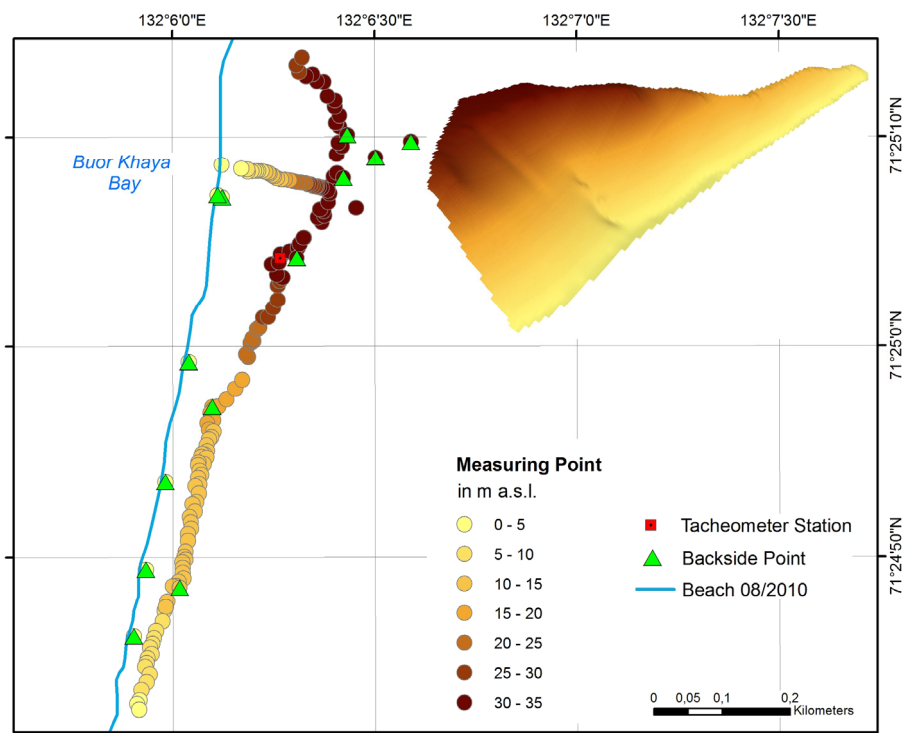 132°6'0"E
132°6'30"E
132°7'0"E
132°7'30"E
71°25'10"N
Buor Khaya
Bay
71°25'0"N
Measuring Point
in m a.s.l.
0 - 5
5 - 10
10 - 15
15 - 20
20 - 25
25 - 30
30 - 35
Tacheometer Station
Backside Point
Beach 08/2010
71°24'50"N
0 0,05 0,1 0,2
Kilometers